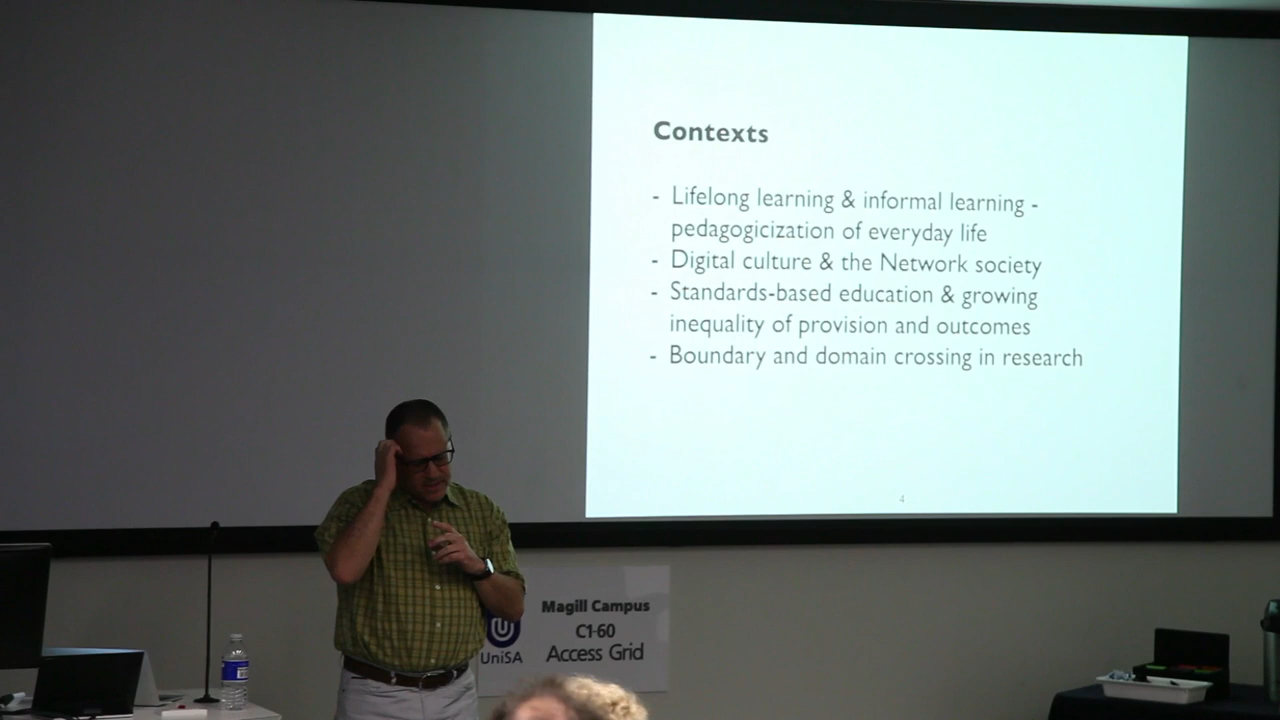 Contexts
- Lifelong learning & informal learning -
pedagogicization of everyday life
- Digital culture & the Network society
- Standards-based education & growing
inequality of provision and outcomes
- Boundary and domain crossing in research
4
Magill Campus
C1-60
Access Grid
UniSA